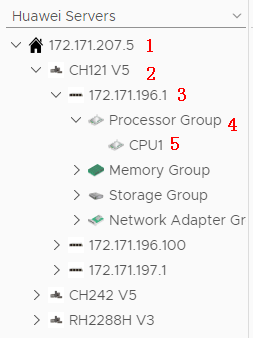 Huawei Servers
172.171.207.5 1
CH121 V5 2
172.171.196.1 3
Processor Group 4
CPU1 5
Memory Group
Storage Group
Network Adapter Gr
172.171.196.100
172.171.197.1
CH242 V5
RH2288H V3